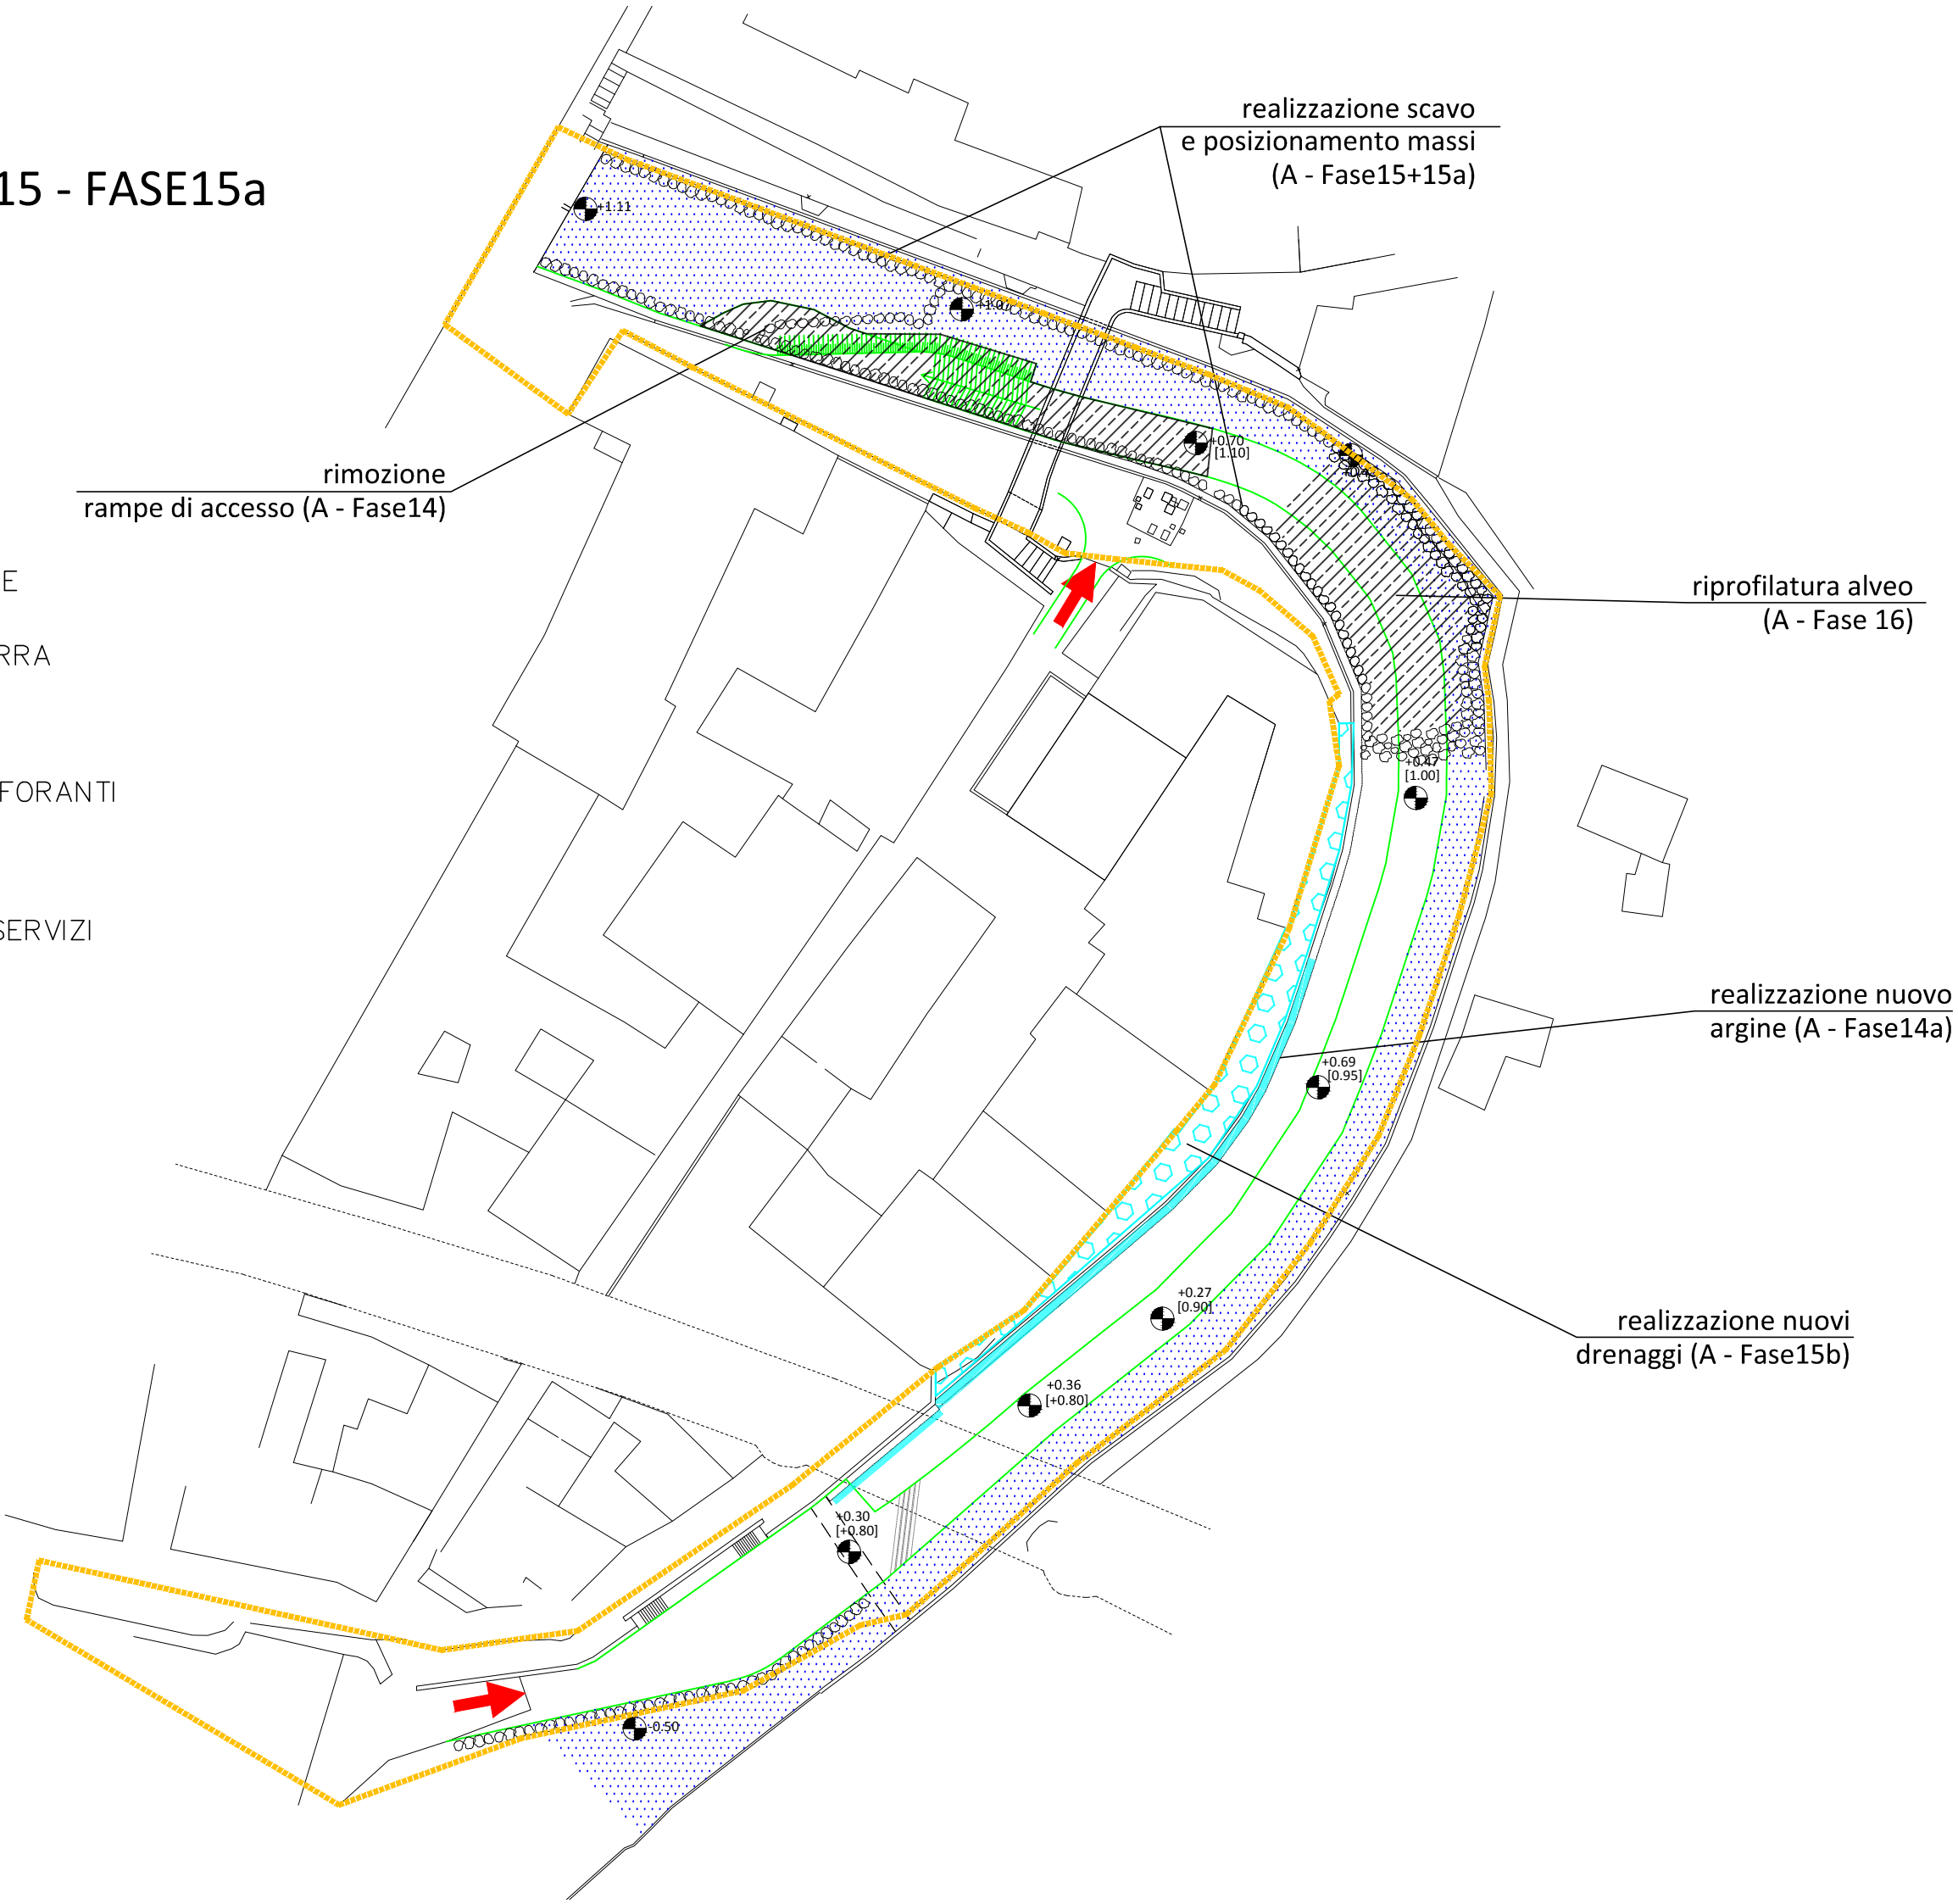 realizzazione scavo
e posizionamento massi
(A - Fase15+15a)
15 - FASE15a
+1.11
+0.70
[1.10]
rimozione
rampe di accesso (A - Fase14)
E
riprofilatura alveo
(A - Fase 16)
RRA
+0.47
[1.00]
FORANTI
SERVIZI
realizzazione nuovo
argine (A - Fase14a)
+0.69
[0.95]
+0.27
[0.90]
realizzazione nuovi
drenaggi (A - Fase15b)
+0.36
[+0.80]
+0.30
[+0.80]
-0.50